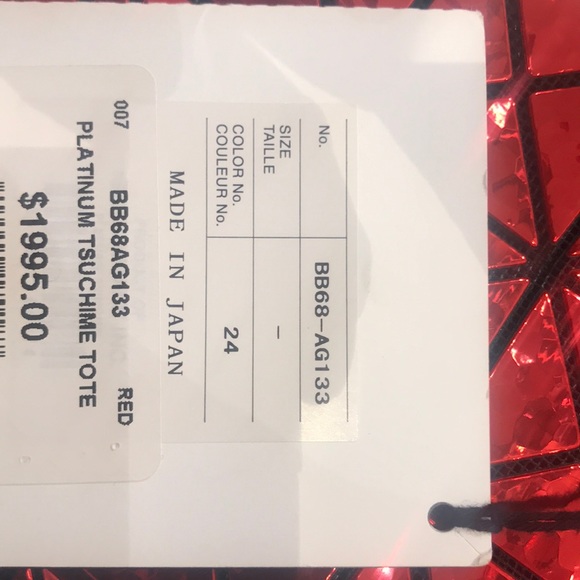 No. BB68-AG133
SIZE
TAILLE -
COLOR No.
COULEUR No. 24
MADE IN JAPAN
007 BB68AG133 RED
PLATINUM TSUCHIME TOTE
$1995.00